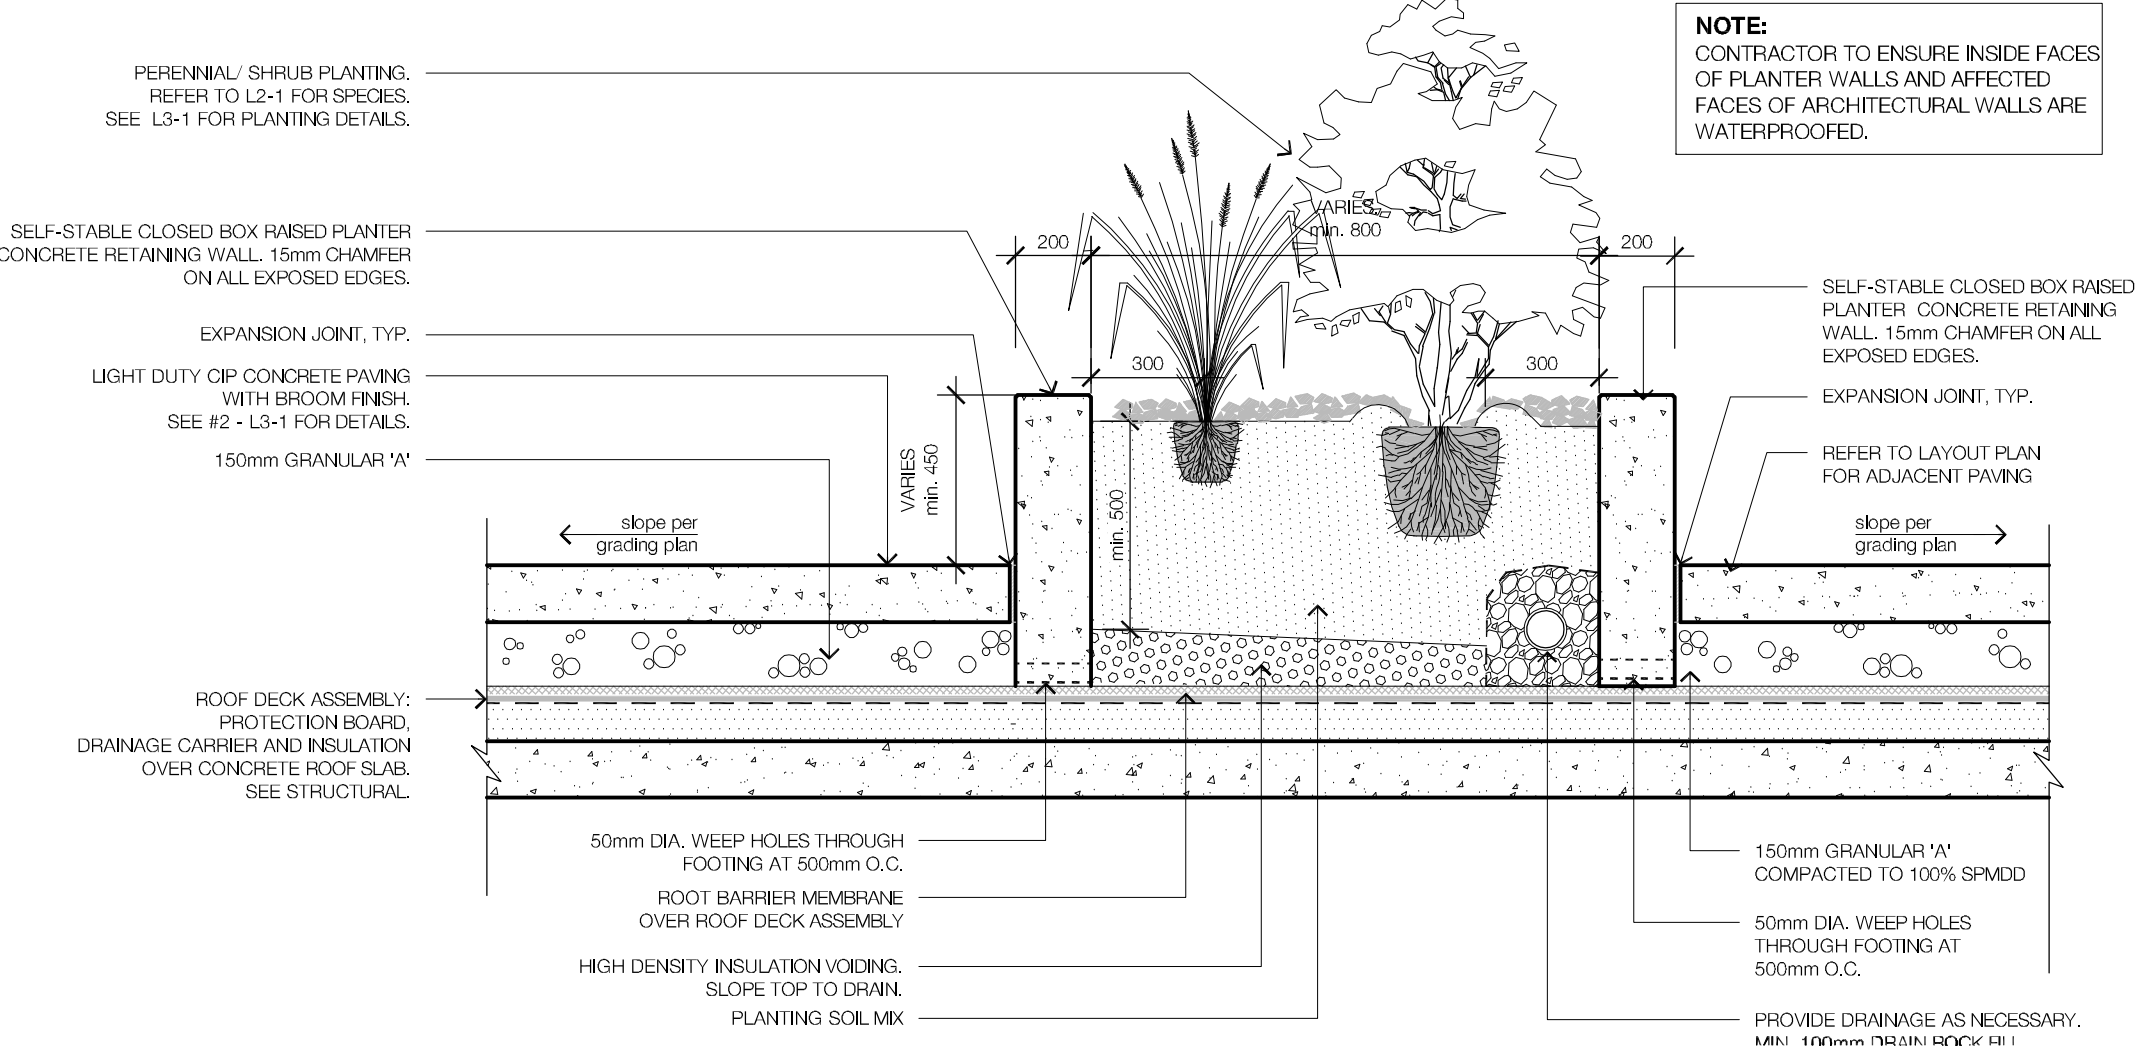 PERENNIAL/ SHRUB PLANTING.
REFER TO L2-1 FOR SPECIES.
SEE L3-1 FOR PLANTING DETAILS.
SELF-STABLE CLOSED BOX RAISED PLANTER
CONCRETE RETAINING WALL. 15mm CHAMFER
ON ALL EXPOSED EDGES.
EXPANSION JOINT, TYP.
LIGHT DUTY CIP CONCRETE PAVING
WITH BROOM FINISH.
SEE #2 - L3-1 FOR DETAILS.
150mm GRANULAR 'A'
ROOF DECK ASSEMBLY:
PROTECTION BOARD,
DRAINAGE CARRIER AND INSULATION
OVER CONCRETE ROOF SLAB.
SEE STRUCTURAL.
slope per
grading plan
VARIES
min. 450
200
VARIES
min. 800
200
300
300
min. 500
NOTE:
CONTRACTOR TO ENSURE INSIDE FACES
OF PLANTER WALLS AND AFFECTED
FACES OF ARCHITECTURAL WALLS ARE
WATERPROOFED.
SELF-STABLE CLOSED BOX RAISED
PLANTER CONCRETE RETAINING
WALL. 15mm CHAMFER ON ALL
EXPOSED EDGES.
EXPANSION JOINT, TYP.
REFER TO LAYOUT PLAN
FOR ADJACENT PAVING
slope per
grading plan
50mm DIA. WEEP HOLES THROUGH
FOOTING AT 500mm O.C.
ROOT BARRIER MEMBRANE
OVER ROOF DECK ASSEMBLY
HIGH DENSITY INSULATION VOIDING.
SLOPE TOP TO DRAIN.
PLANTING SOIL MIX
150mm GRANULAR 'A'
COMPACTED TO 100% SPMDD
50mm DIA. WEEP HOLES
THROUGH FOOTING AT
500mm O.C.
PROVIDE DRAINAGE AS NECESSARY.
MIN. 100mm DRAIN ROCK FILL